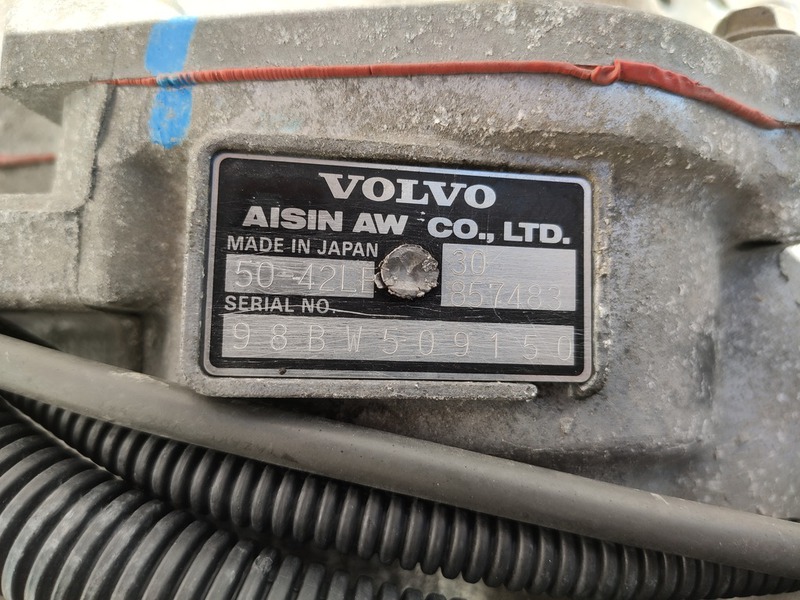 VOLVO
AISIN AW CO., LTD.
MADE IN JAPAN
50-42LE
30
857483
SERIAL NO.
98BW509150